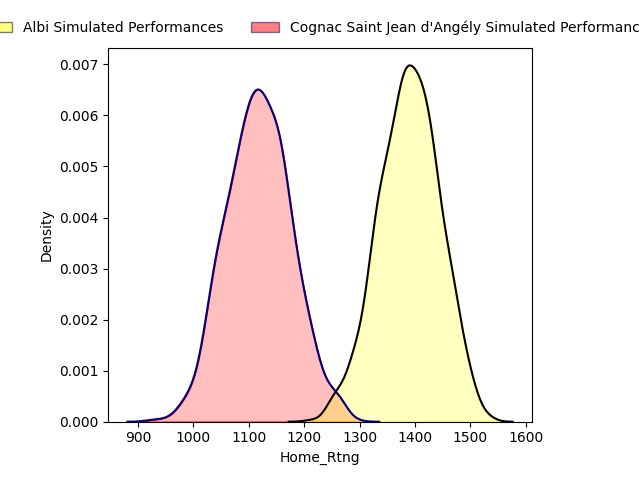 Albi Simulated Performances
Cognac Saint Jean d'Angély Simulated Performanc
0.007
0.006
0.005
0.004
0.003
0.002
0.001
0.000
Density
900 1000 1100 1200 1300 1400 1500 1600
Home_Rtng